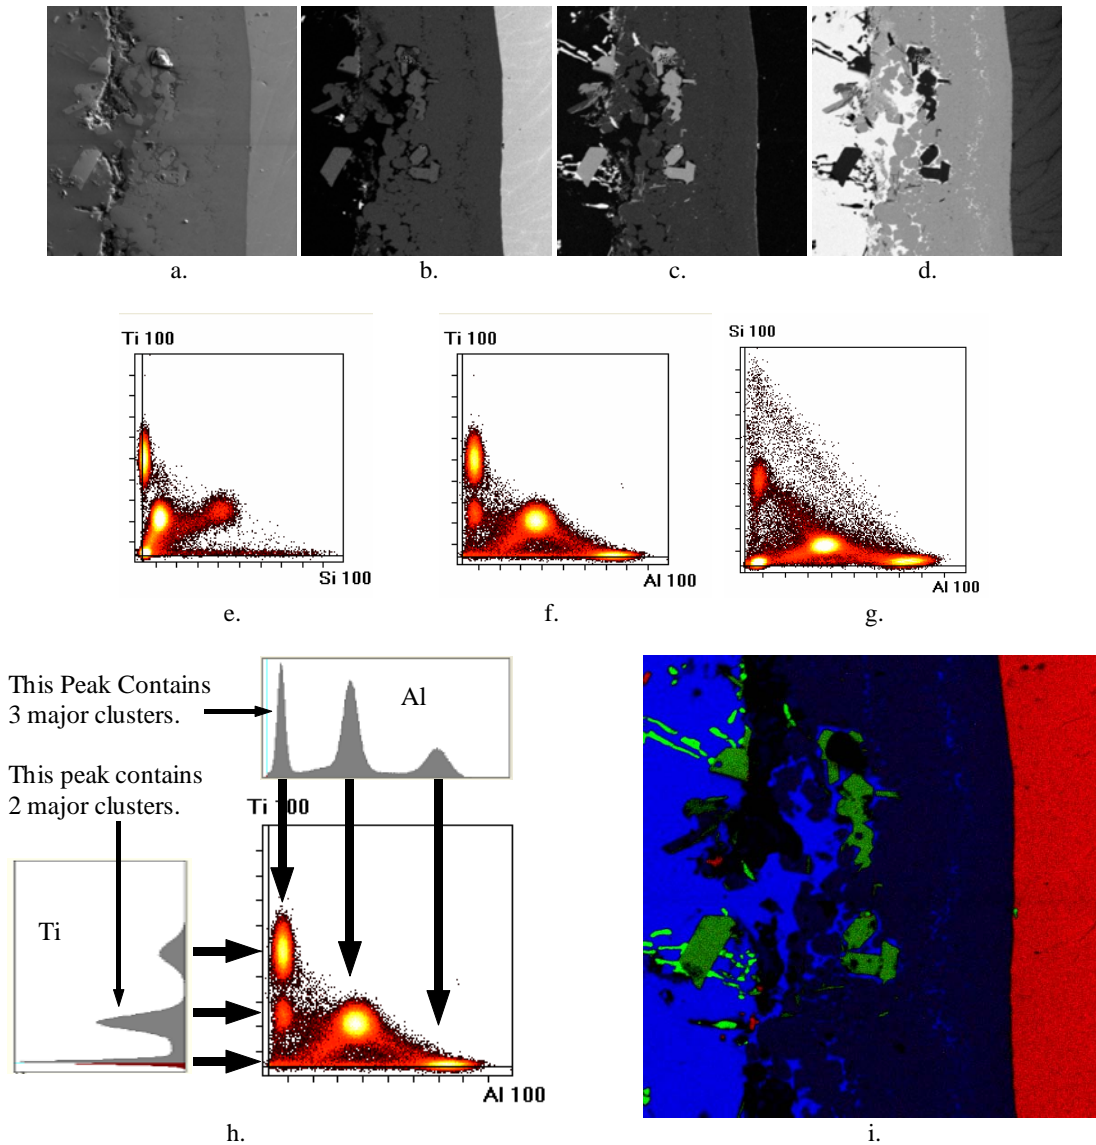 a.
b.
c.
d.
Ti 100
Si 100
e.
Ti 100
Al 100
f.
Si 100
Al 100
g.
This Peak Contains
3 major clusters.
This peak contains
2 major clusters.
Al
Ti 100
Ti
Al 100
h.
i.